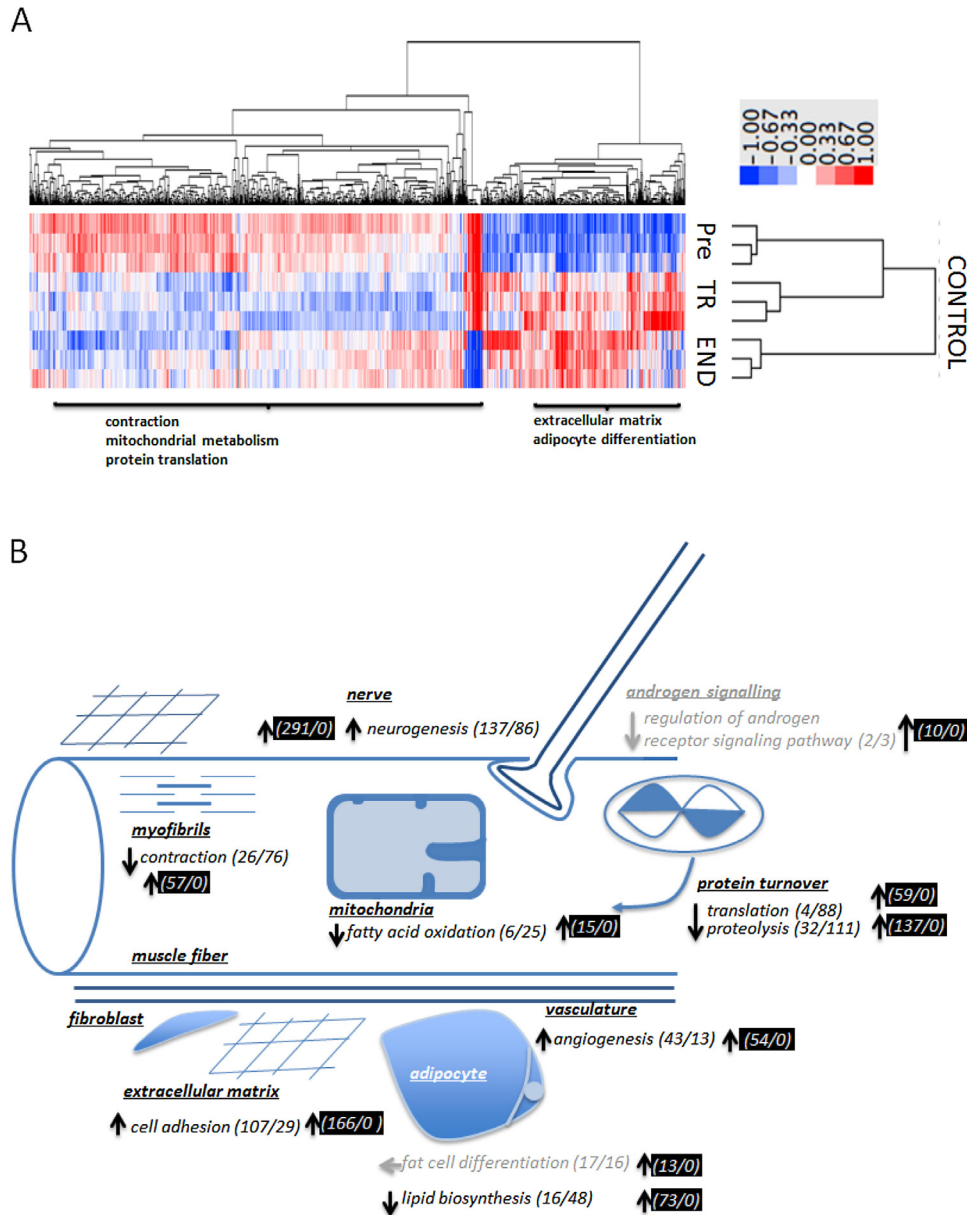 A
−1.00
−0.67
−0.33
0.00
0.33
0.67
1.00
Pre
TR
END
CONTROL
contraction
mitochondrial metabolism
protein translation
extracellular matrix
adipocyte differentiation
B
nerve
(291/0) neurogenesis (137/86)
androgen signalling
regulation of androgen
receptor signaling pathway (2/3) (10/0)
myofibrils
contraction (26/76)
(57/0)
mitochondria
fatty acid oxidation (6/25) (15/0)
protein turnover
(59/0)
translation (4/88)
proteolysis (32/111) (137/0)
muscle fiber
fibroblast
vasculature
angiogenesis (43/13) (54/0)
adipocyte
extracellular matrix
cell adhesion (107/29) (166/0 )
fat cell differentiation (17/16) (13/0)
lipid biosynthesis (16/48) (73/0)